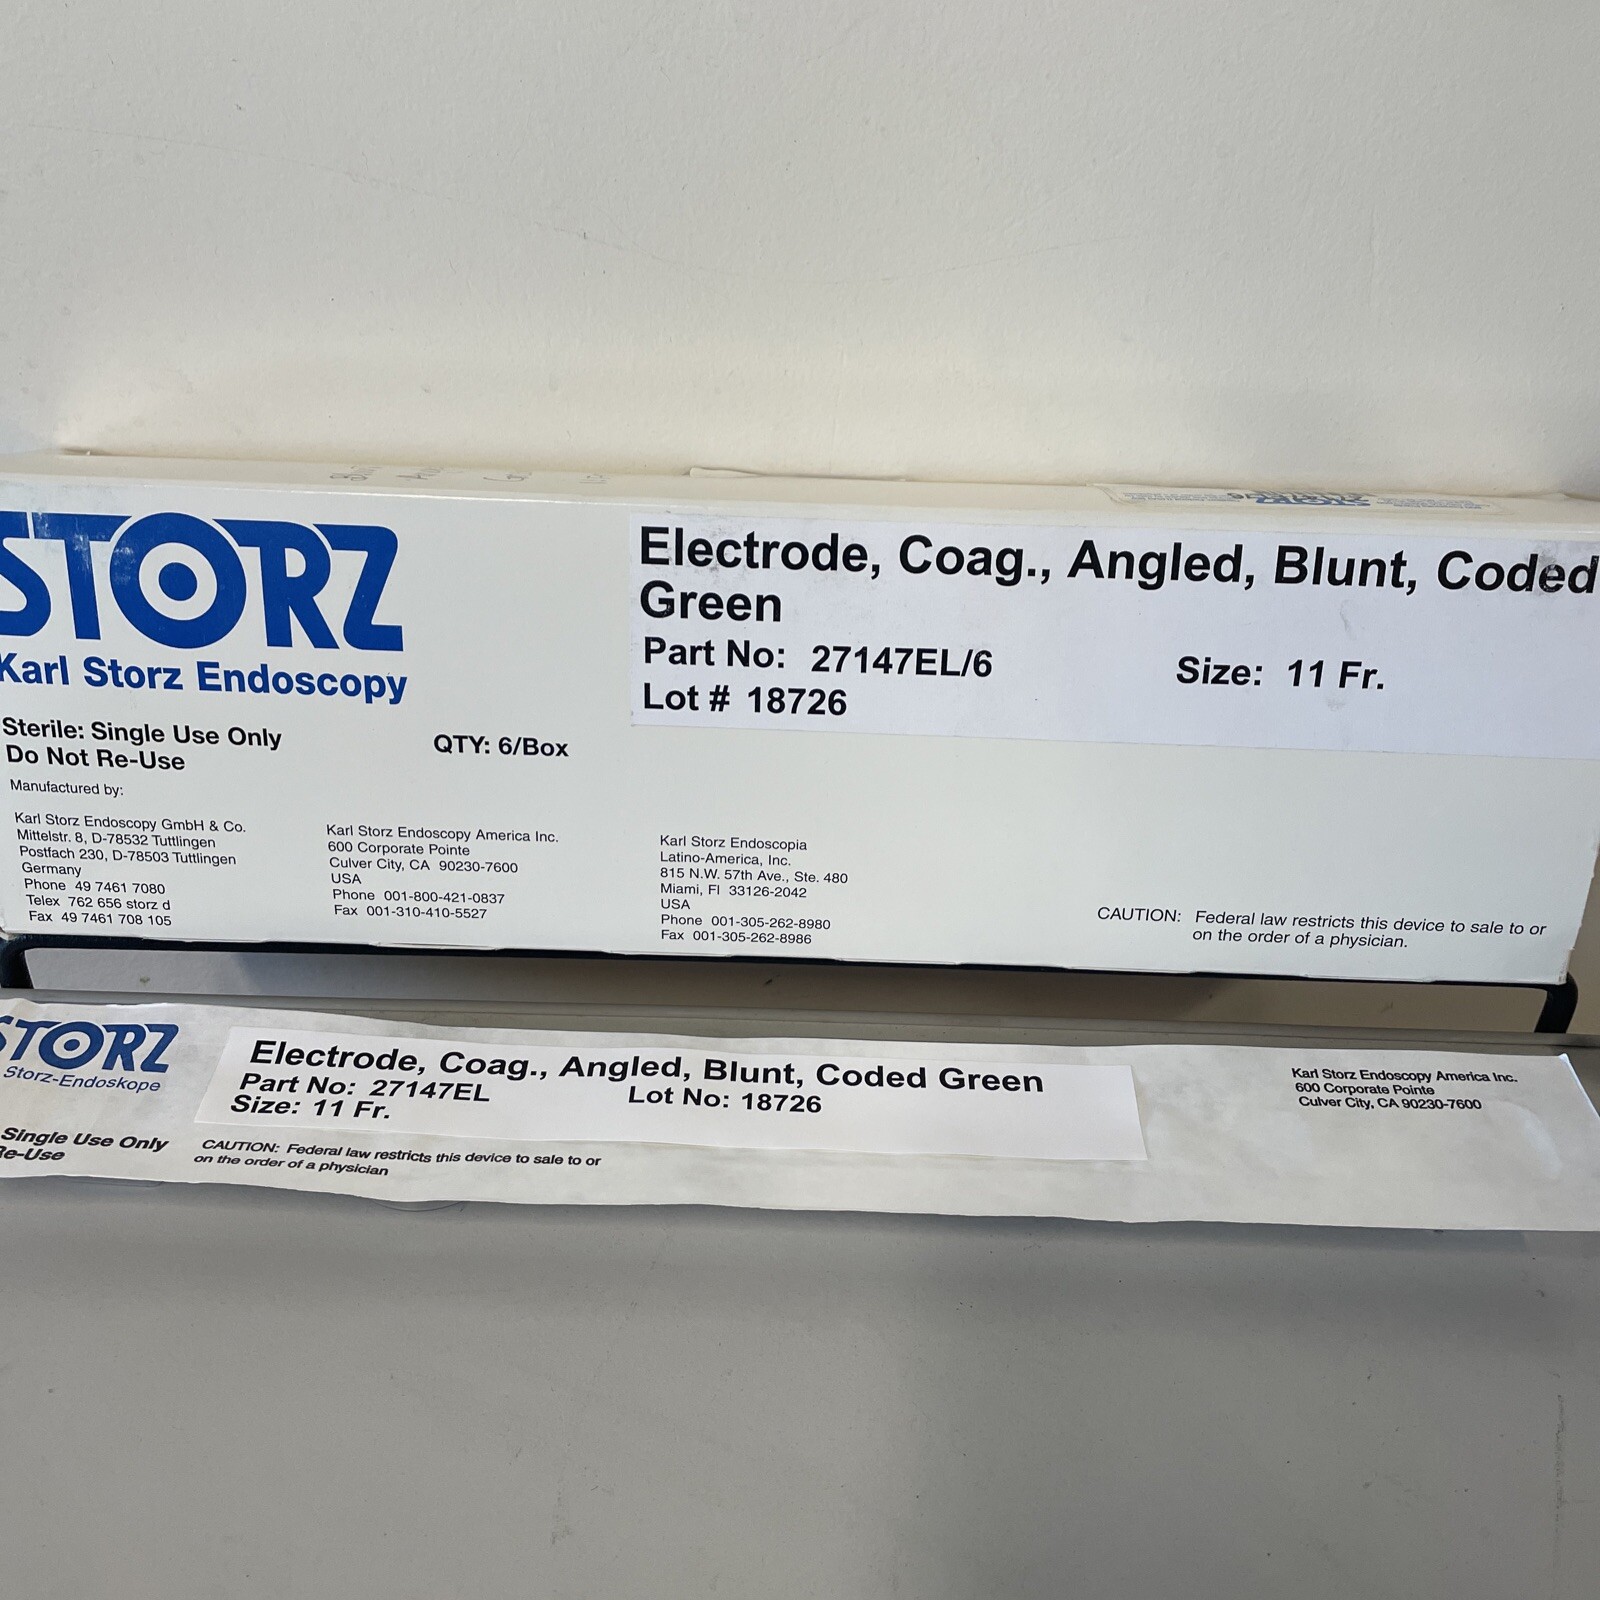 STORZ
Karl Storz Endoscopy
Sterile: Single Use Only
Do Not Re-Use
QTY: 6/Box
Electrode, Coag., Angled, Blunt, Coded
Green
Part No: 27147EL/6
Size: 11 Fr.
Lot # 18726
Manufactured by:
Karl Storz Endoscopy GmbH & Co.
Mittelstr. 8, D-78532 Tuttlingen
Postfach 230, D-78503 Tuttlingen
Germany
Phone 49 7461 7080
Telex 762 656 storz d
Fax 49 7461 708 105
Karl Storz Endoscopy America Inc.
600 Corporate Pointe
Culver City, CA 90230-7600
USA
Phone 001-800-421-0837
Fax 001-310-410-5527
Karl Storz Endoscopia
Latino-America, Inc.
815 N.W. 57th Ave., Ste. 480
Miami, Fl 33126-2042
USA
Phone 001-305-262-8980
Fax 001-305-262-8986
CAUTION: Federal law restricts this device to sale to or
on the order of a physician.
STORZ
Storz-Endoskope
Single Use Only
Re-Use
Electrode, Coag., Angled, Blunt, Coded Green
Part No: 27147EL
Lot No: 18726
Size: 11 Fr.
CAUTION: Federal law restricts this device to sale to or
on the order of a physician
Karl Storz Endoscopy America Inc.
600 Corporate Pointe
Culver City, CA 90230-7600